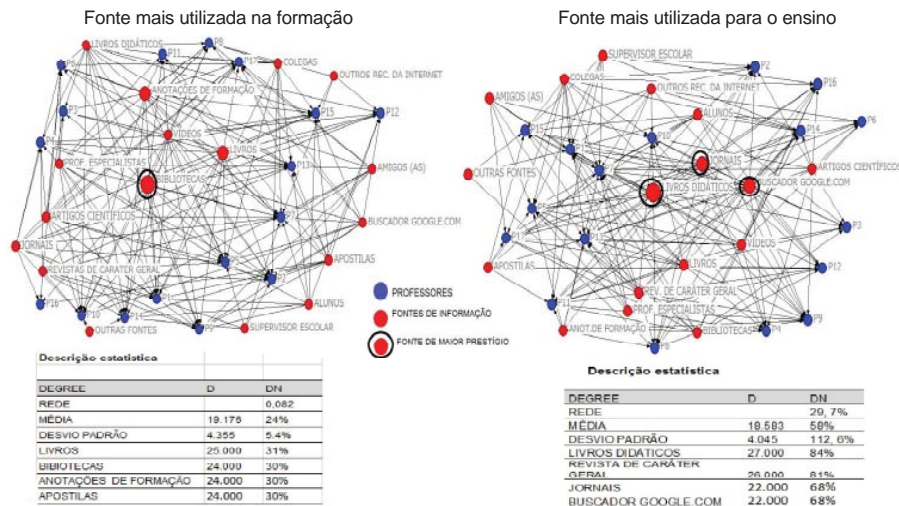 Fonte mais utilizada na formação
LIVROS DIDÁTICOS
P8
P11
P17
COLEGAS
OUTROS REC. DA INTERNET
ANOTAÇÕES DE FORMAÇÃO
P15
P12
VIDEOS
LIVROS
PROF. ESPECIALISTAS
P13
AMIGOS (AS)
BIBLIOTECAS
ARTIGOS CIENTÍFICOS
BUSCADOR GOOGLE.COM
JORNAIS
APOSTILAS
REVISTAS DE CARATER GERAL
P16
P10
ALUNOS
OUTRAS FONTES
SUPERVISOR ESCOLAR
PROFESSORES
FONTES DE INFORMAÇÃO
FONTE DE MAIOR PRESTÍGIO
Descrição estatistica
DEGREE D DN
REDE 0,082
MÉDIA 19.176 24%
DESVIO PADRÃO 4.355 5.4%
LIVROS 25.000 31%
BIBIOTECAS 24.000 30%
ANOTAÇÕES DE FORMAÇÃO 24.000 30%
APOSTILAS 24.000 30%
Fonte mais utilizada para o ensino
SUPERVISOR ESCOLAR
P2
COLEGAS
OUTROS REC. DA INTERNET
P16
AMIGOS (AS)
ALUNOS
P6
P10
P14
JORNAIS
ARTIGOS CIENTÍFICOS
OUTRAS FONTES
LIVROS DIDÁTICOS
BUSCADOR GOOGLE.COM
P3
VIDEOS
APOSTILAS
LIVROS
P12
REV. DE CARÁTER GERAL
P11
PROF. ESPECIALISTAS
P9
ANOT.DE FORMAÇÃO
BIBLIOTECAS
P4
P8
Descrição estatística
DEGREE D DN
REDE 29, 7%
MÉDIA 18.583 58%
DESVIO PADRÃO 4.045 112, 6%
LIVROS DIDÁTICOS 27.000 84%
REVISTA DE CARÁTER
GERAL 26.000 81%
JORNAIS 22.000 68%
BUSCADOR GOOGLE.COM 22.000 68%